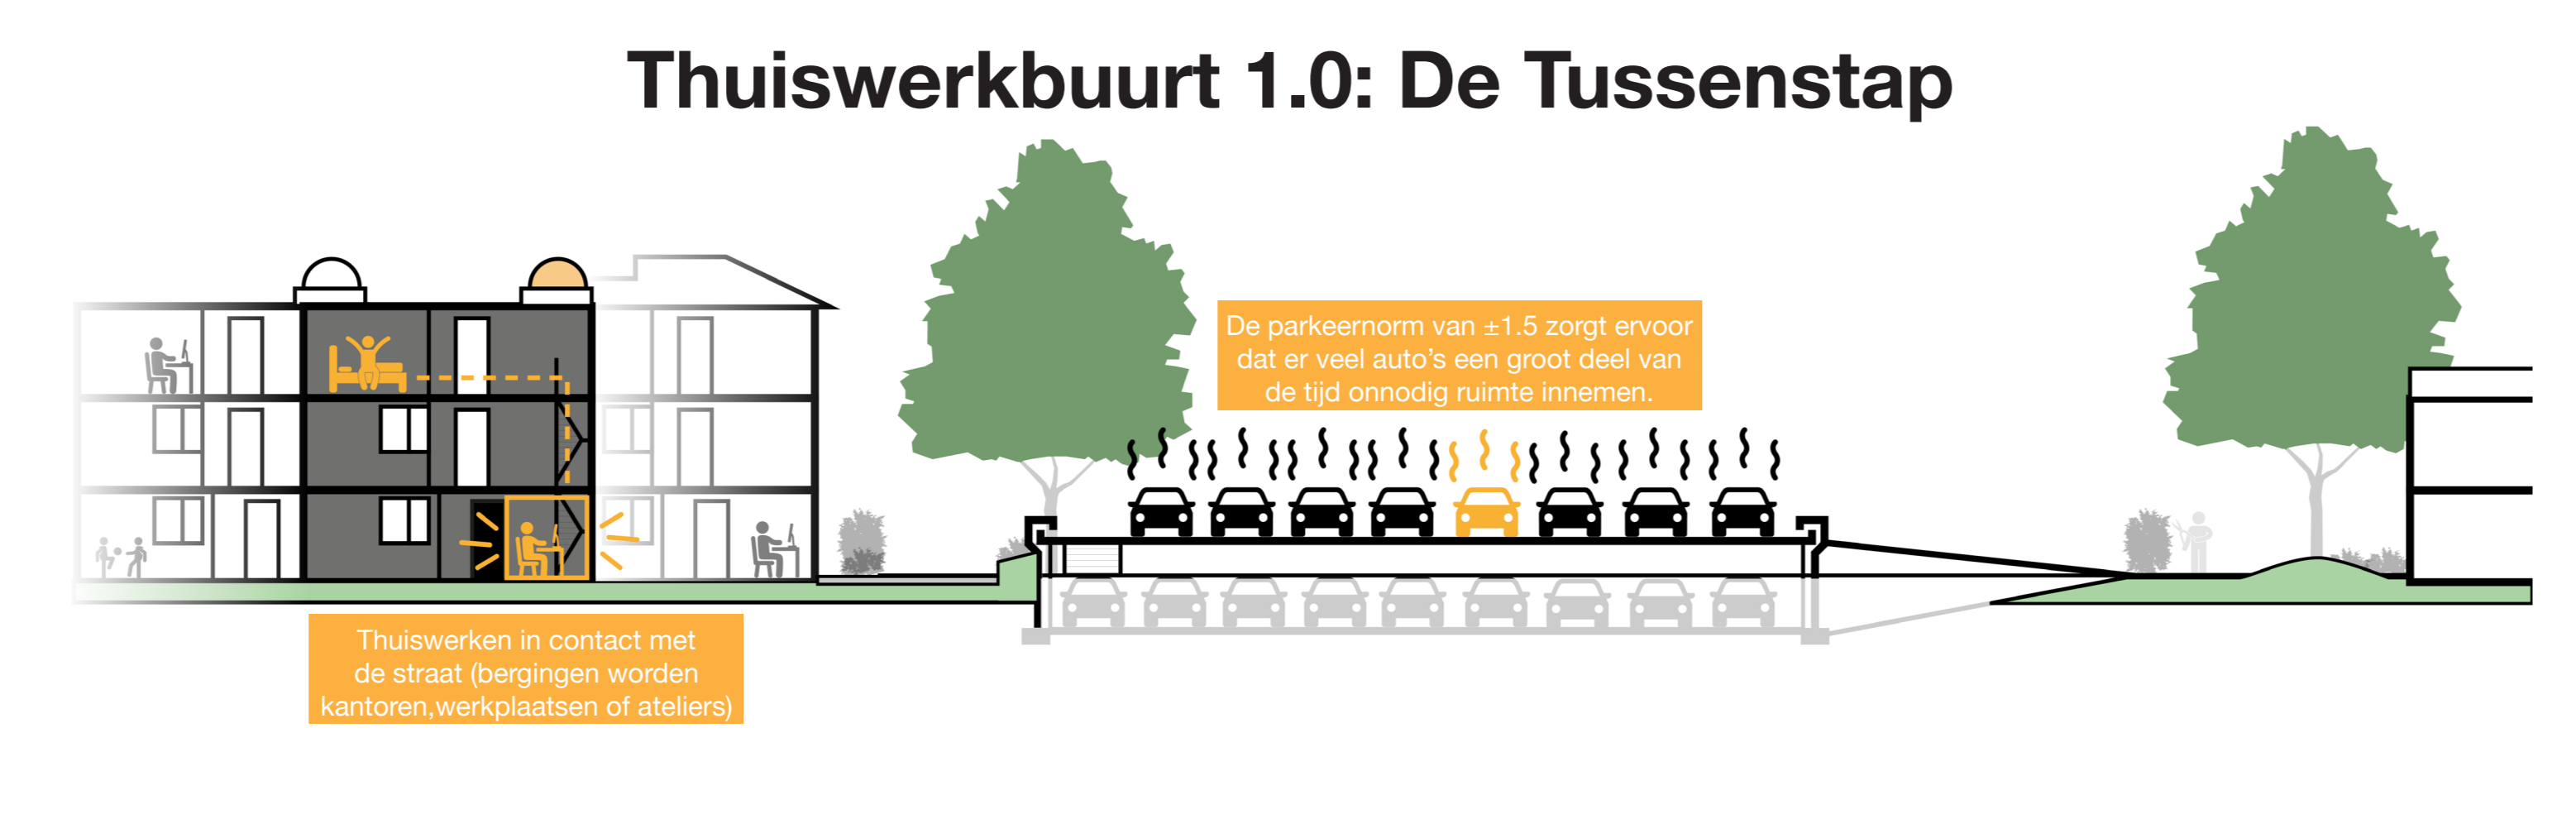 Thuiswerkbuurt 1.0: De Tussenstap
De parkeernorm van ±1.5 zorgt ervoor
dat er veel auto's een groot deel van
de tijd onnodig ruimte innemen.
Thuiswerken in contact met
de straat (bergingen worden
kantoren,werkplaatsen of ateliers)